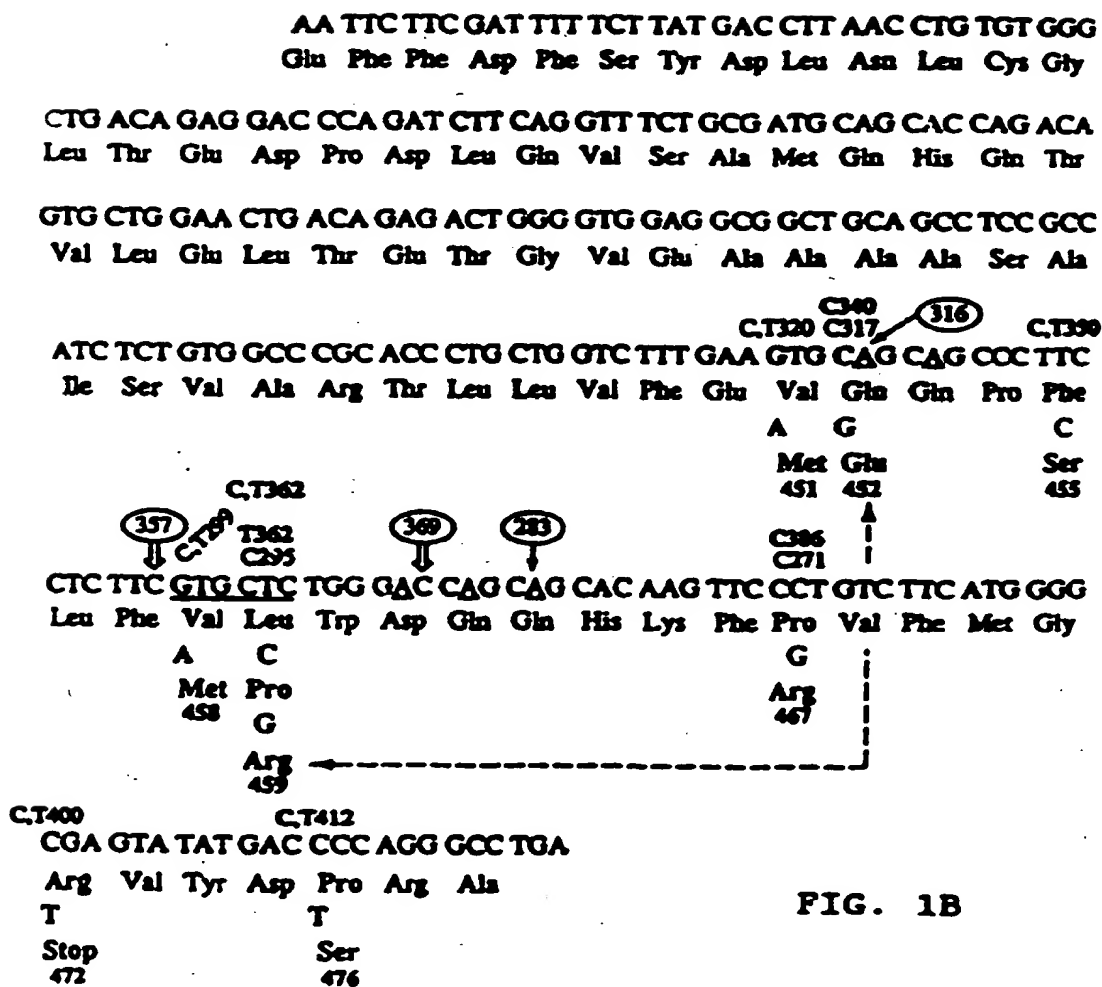 AA TTC TTC GAT TTT TCT TAT GAC CTT AAC CTG TGT GGG
Glu Phe Phe Asp Phe Ser Tyr Asp Leu Asn Leu Cys Gly
CTG ACA GAG GAC CCA GAT CTT CAG GTT TCT GCG ATG CAG CAC CAG ACA
Leu Thr Glu Asp Pro Asp Leu Gln Val Ser Ala Met Gln His Gln Thr
GTG CTG GAA CTG ACA GAG ACT GGG GTG GAG GCG GCT GCA GCC TCC GCC
Val Leu Glu Leu Thr Glu Thr Gly Val Glu Ala Ala Ala Ala Ser Ala
C340
C,T320 C317 316 C,T350
ATC TCT GTG GCC CGC ACC CTG CTG GTC TTT GAA GTG CAG CAG CCC TTC
Ile Ser Val Ala Arg Thr Leu Leu Val Phe Glu Val Gln Gln Pro Phe
A G C
Met Glu Ser
451 452 455
C,T362
357 C,T299 T362 369 283 C386
C295 C271
CTC TTC GTG CTC TGG GAC CAG CAG CAC AAG TTC CCT GTC TTC ATG GGG
Leu Phe Val Leu Trp Asp Gln Gln His Lys Phe Pro Val Phe Met Gly
A C G
Met Pro Arg
458 467
G
Arg
459
C,T400 C,T412
CGA GTA TAT GAC CCC AGG GCC TGA
Arg Val Tyr Asp Pro Arg Ala
T T
Stop Ser
472 476
FIG. 1B